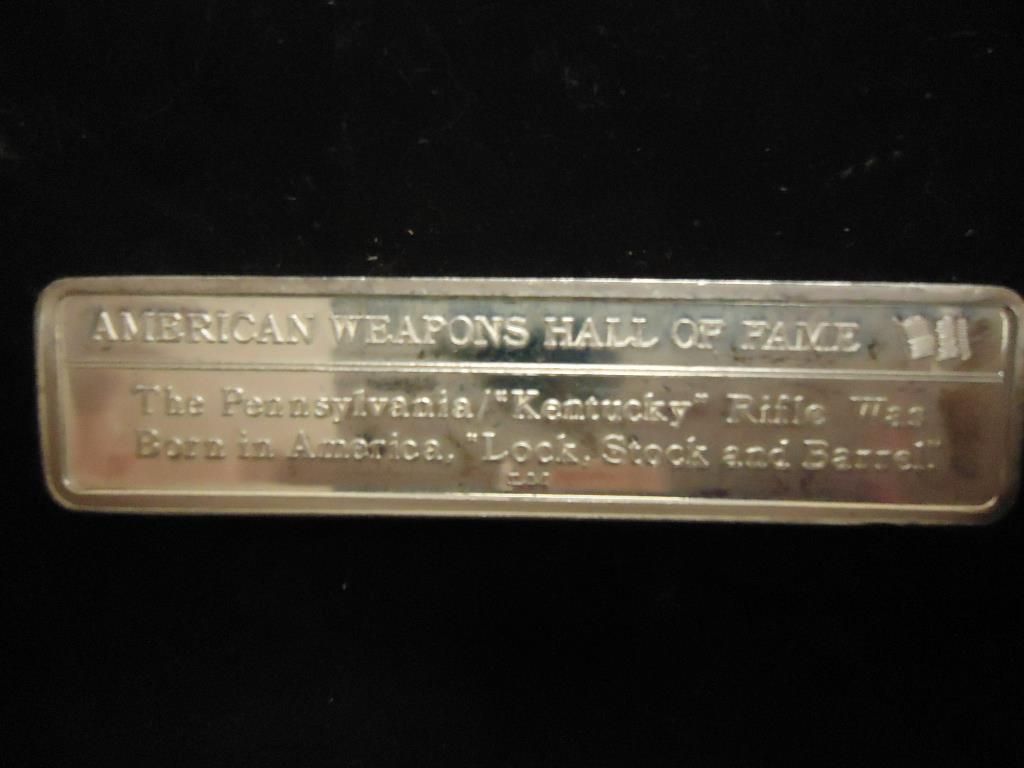 AMERICAN WEAPONS HALL OF FAME
The Pennsylvania/"Kentucky" Rifle Was
Born in America, "Lock, Stock and Barrel"